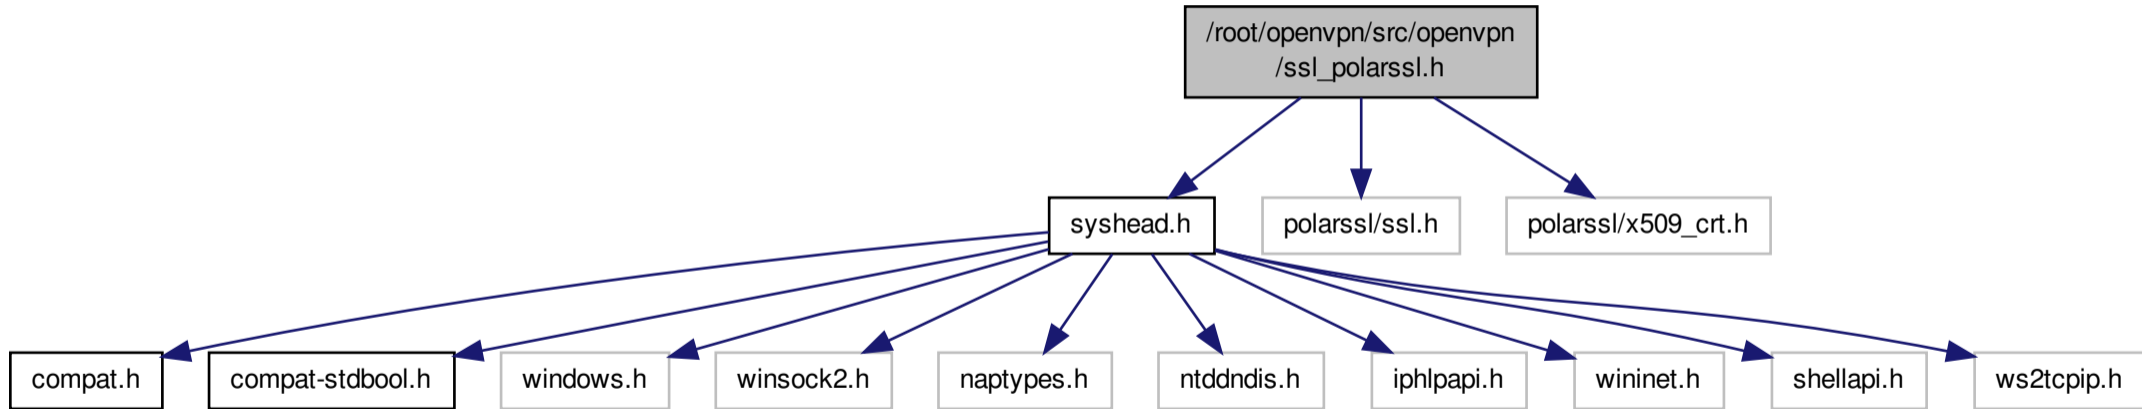 /root/openvpn/src/openvpn
/ssl_polarssl.h
syshead.h
polarssl/ssl.h
polarssl/x509_crt.h
compat.h
compat-stdbool.h
windows.h
winsock2.h
naptypes.h
ntddndis.h
iphlpapi.h
wininet.h
shellapi.h
ws2tcpip.h